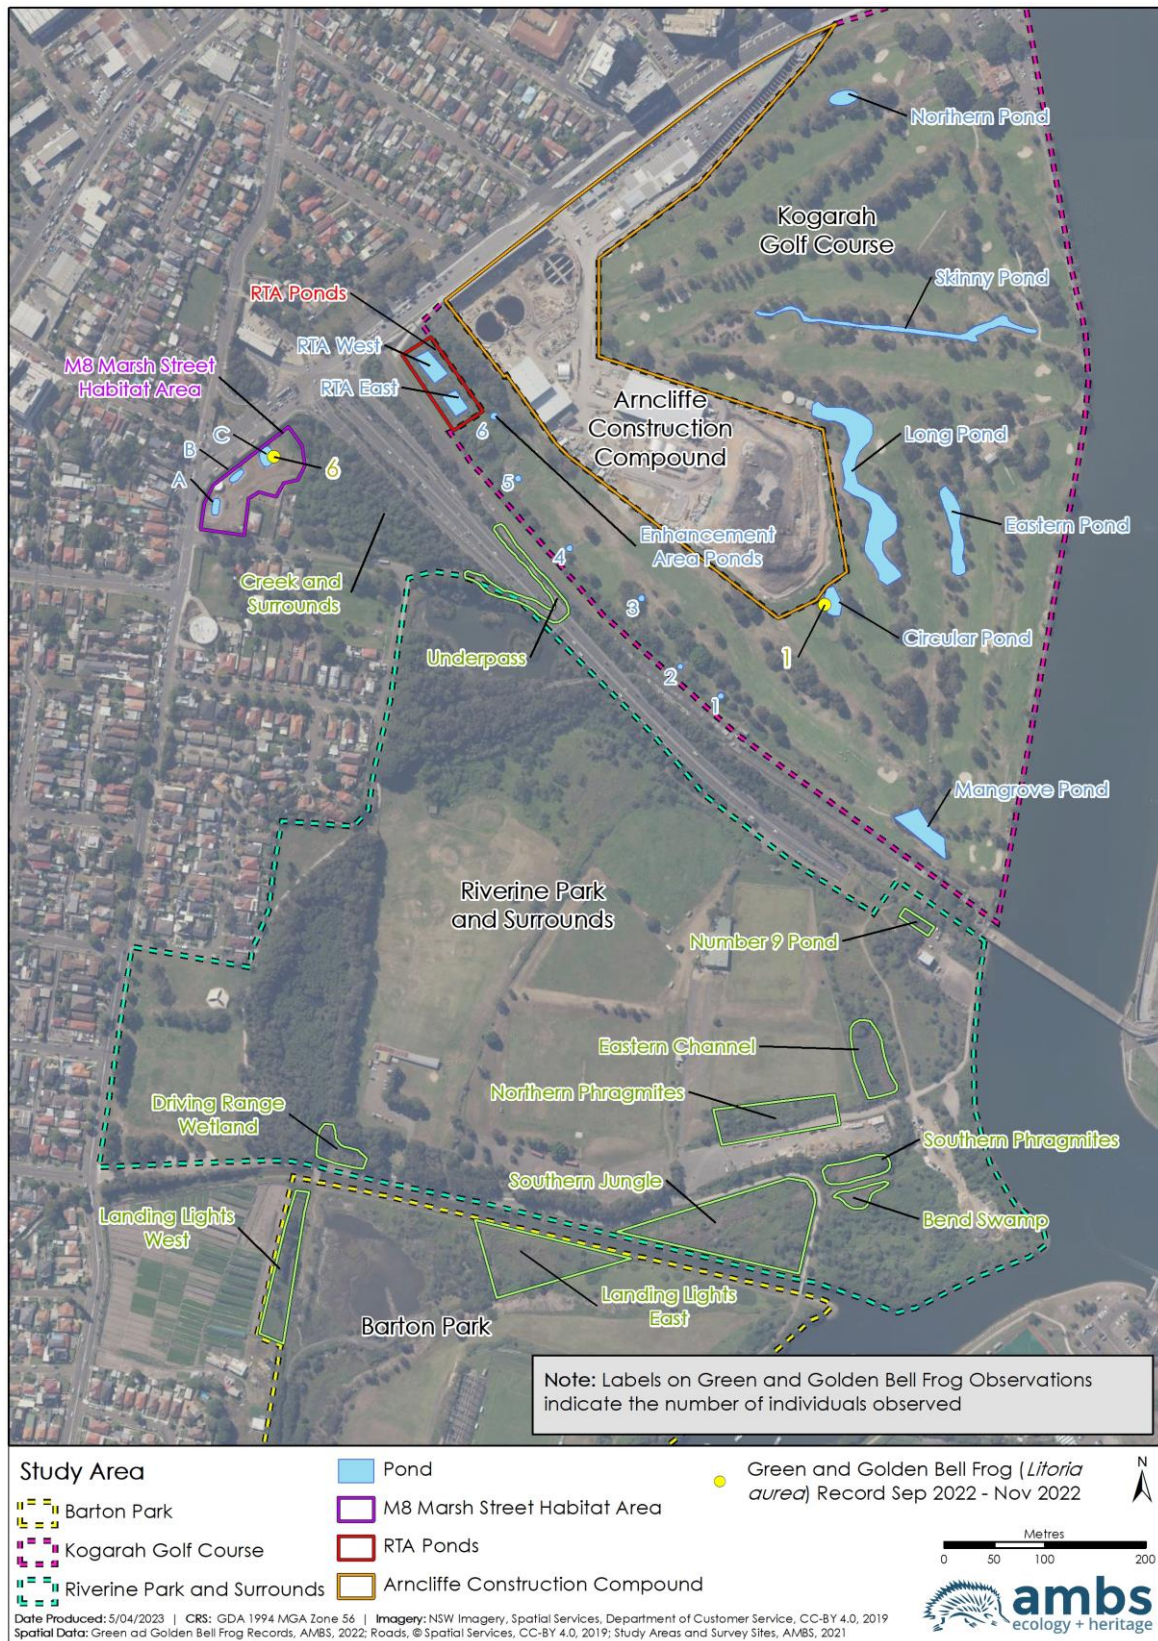 Northern Pond
Kogarah
Golf Course
Skinny Pond
RTA Ponds
RTA West
RTA East
M8 Marsh Street
Habitat Area
C
B
A
6
6
5
4
3
2
1
Arncliffe
Construction
Compound
Long Pond
Eastern Pond
Enhancement
Area Ponds
Creek and
Surrounds
Underpass
Circular Pond
1
Mangrove Pond
Riverine Park
and Surrounds
Number 9 Pond
Eastern Channel
Northern Phragmites
Driving Range
Wetland
Southern Phragmites
Southern Jungle
Landing Lights
West
Bend Swamp
Landing Lights
East
Barton Park
Note: Labels on Green and Golden Bell Frog Observations
indicate the number of individuals observed
Study Area
Barton Park
Kogarah Golf Course
Riverine Park and Surrounds
Pond
M8 Marsh Street Habitat Area
RTA Ponds
Arncliffe Construction Compound
Green and Golden Bell Frog (Litoria
aurea) Record Sep 2022 - Nov 2022
N
Metres
0 50 100 200
ambs
ecology + heritage
Date Produced: 5/04/2023 | CRS: GDA 1994 MGA Zone 56 | Imagery: NSW Imagery, Spatial Services, Department of Customer Service, CC-BY 4.0, 2019
Spatial Data: Green ad Golden Bell Frog Records, AMBS, 2022; Roads, © Spatial Services, CC-BY 4.0, 2019; Study Areas and Survey Sites, AMBS, 2021